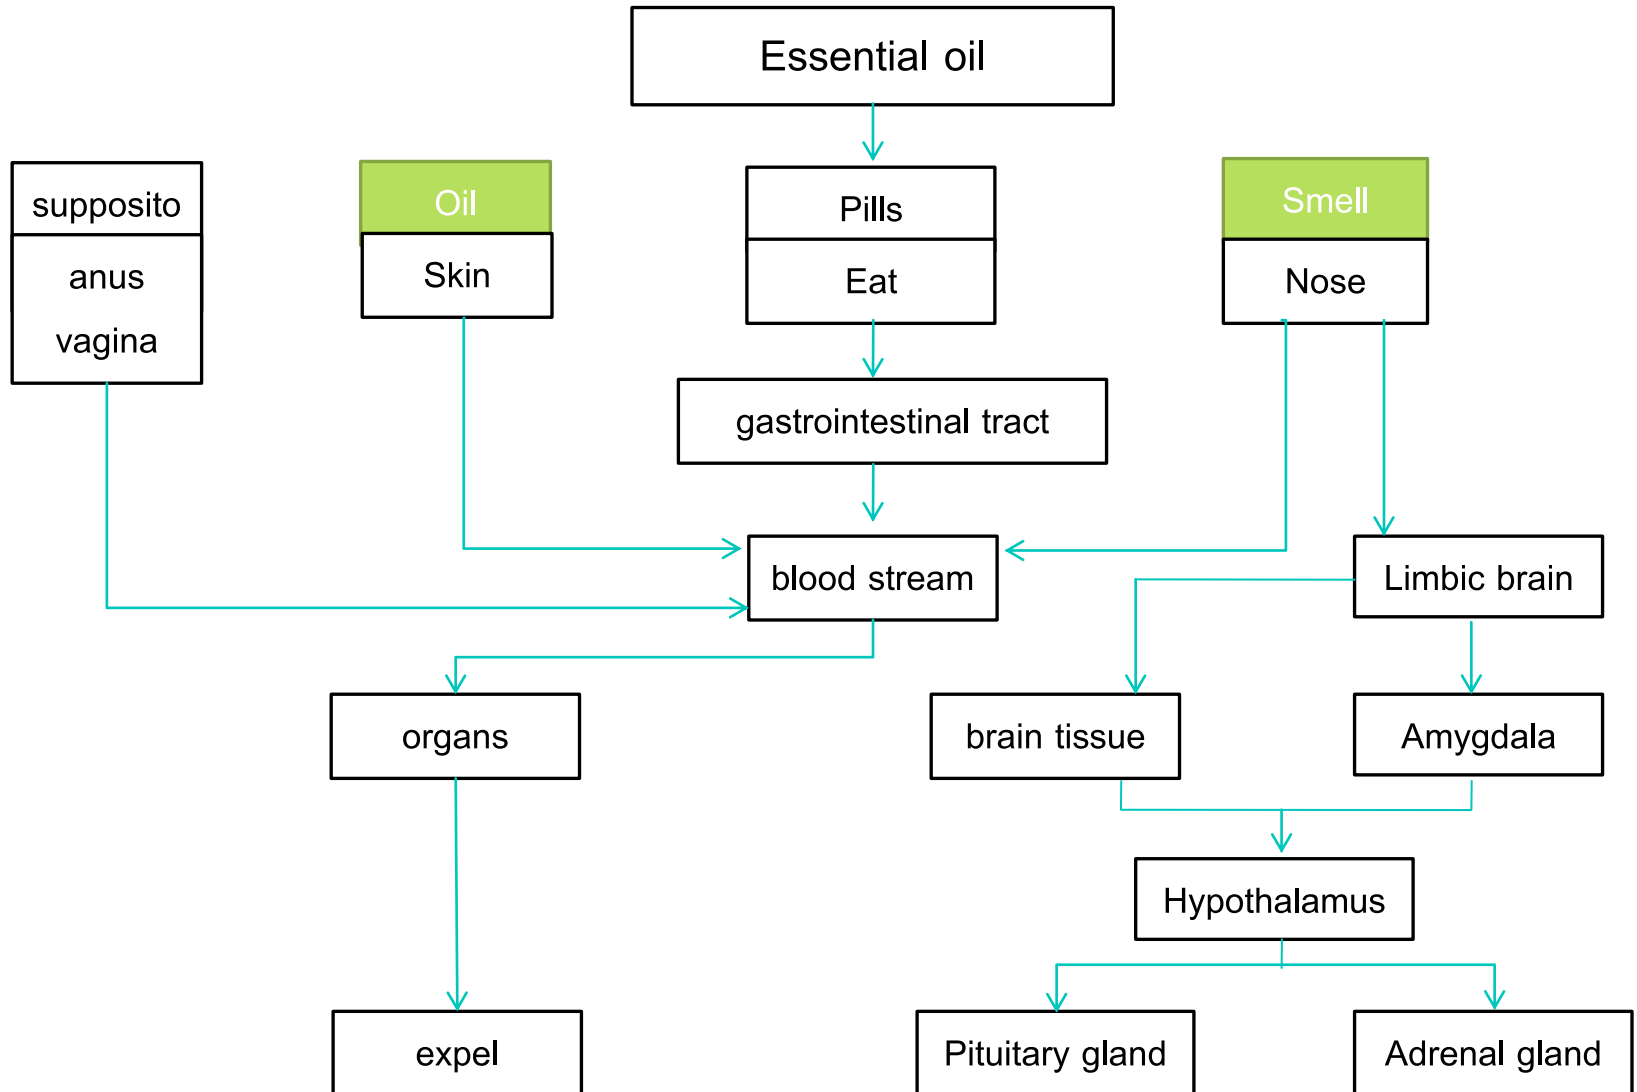 Essential oil
supposito
anus
vagina
Oil
Skin
Pills
Eat
Smell
Nose
gastrointestinal tract
blood stream
Limbic brain
organs
brain tissue
Amygdala
Hypothalamus
expel
Pituitary gland
Adrenal gland